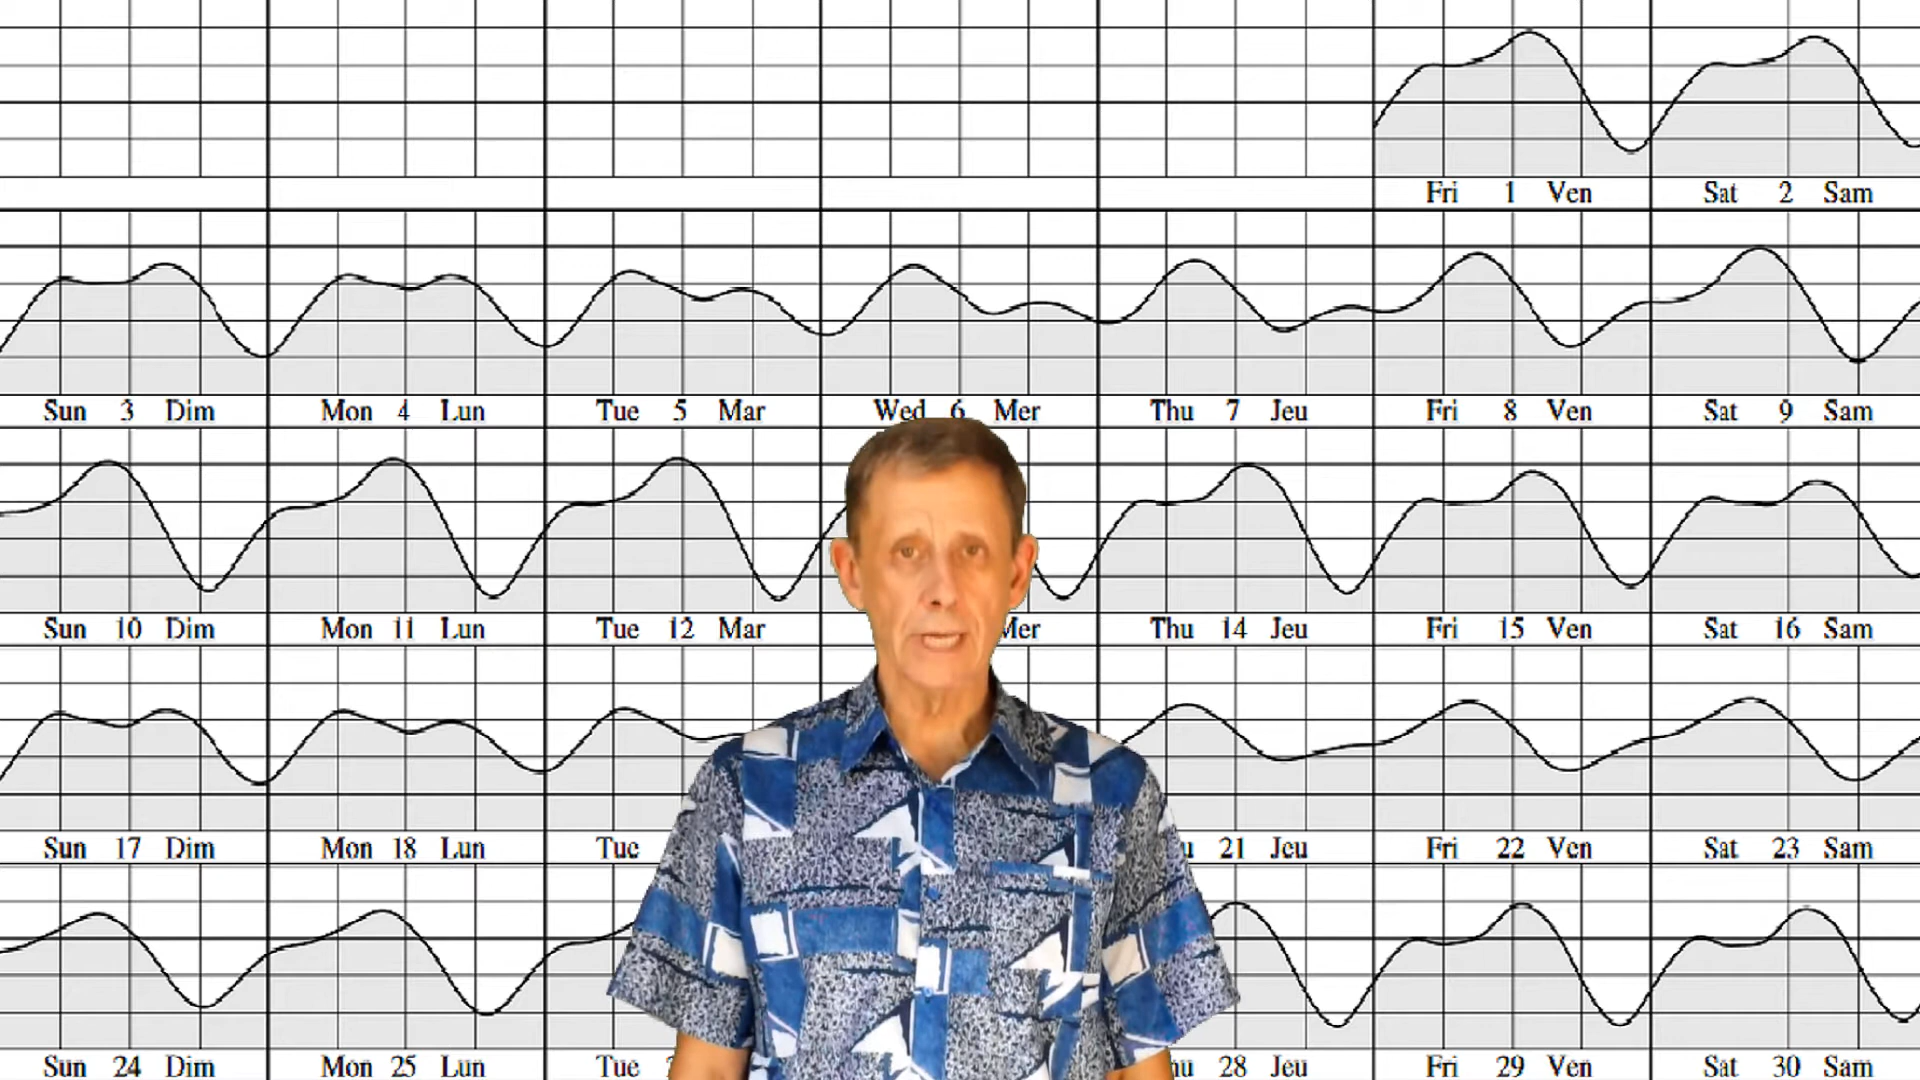 Fri 1 Ven Sat 2 Sam
Sun 3 Dim Mon 4 Lun Tue 5 Mar Wed 6 Mer Thu 7 Jeu Fri 8 Ven Sat 9 Sam
Sun 10 Dim Mon 11 Lun Tue 12 Mar Mer Thu 14 Jeu Fri 15 Ven Sat 16 Sam
Sun 17 Dim Mon 18 Lun Tue 21 Jeu Fri 22 Ven Sat 23 Sam
Sun 24 Dim Mon 25 Lun Tue 28 Jeu Fri 29 Ven Sat 30 Sam